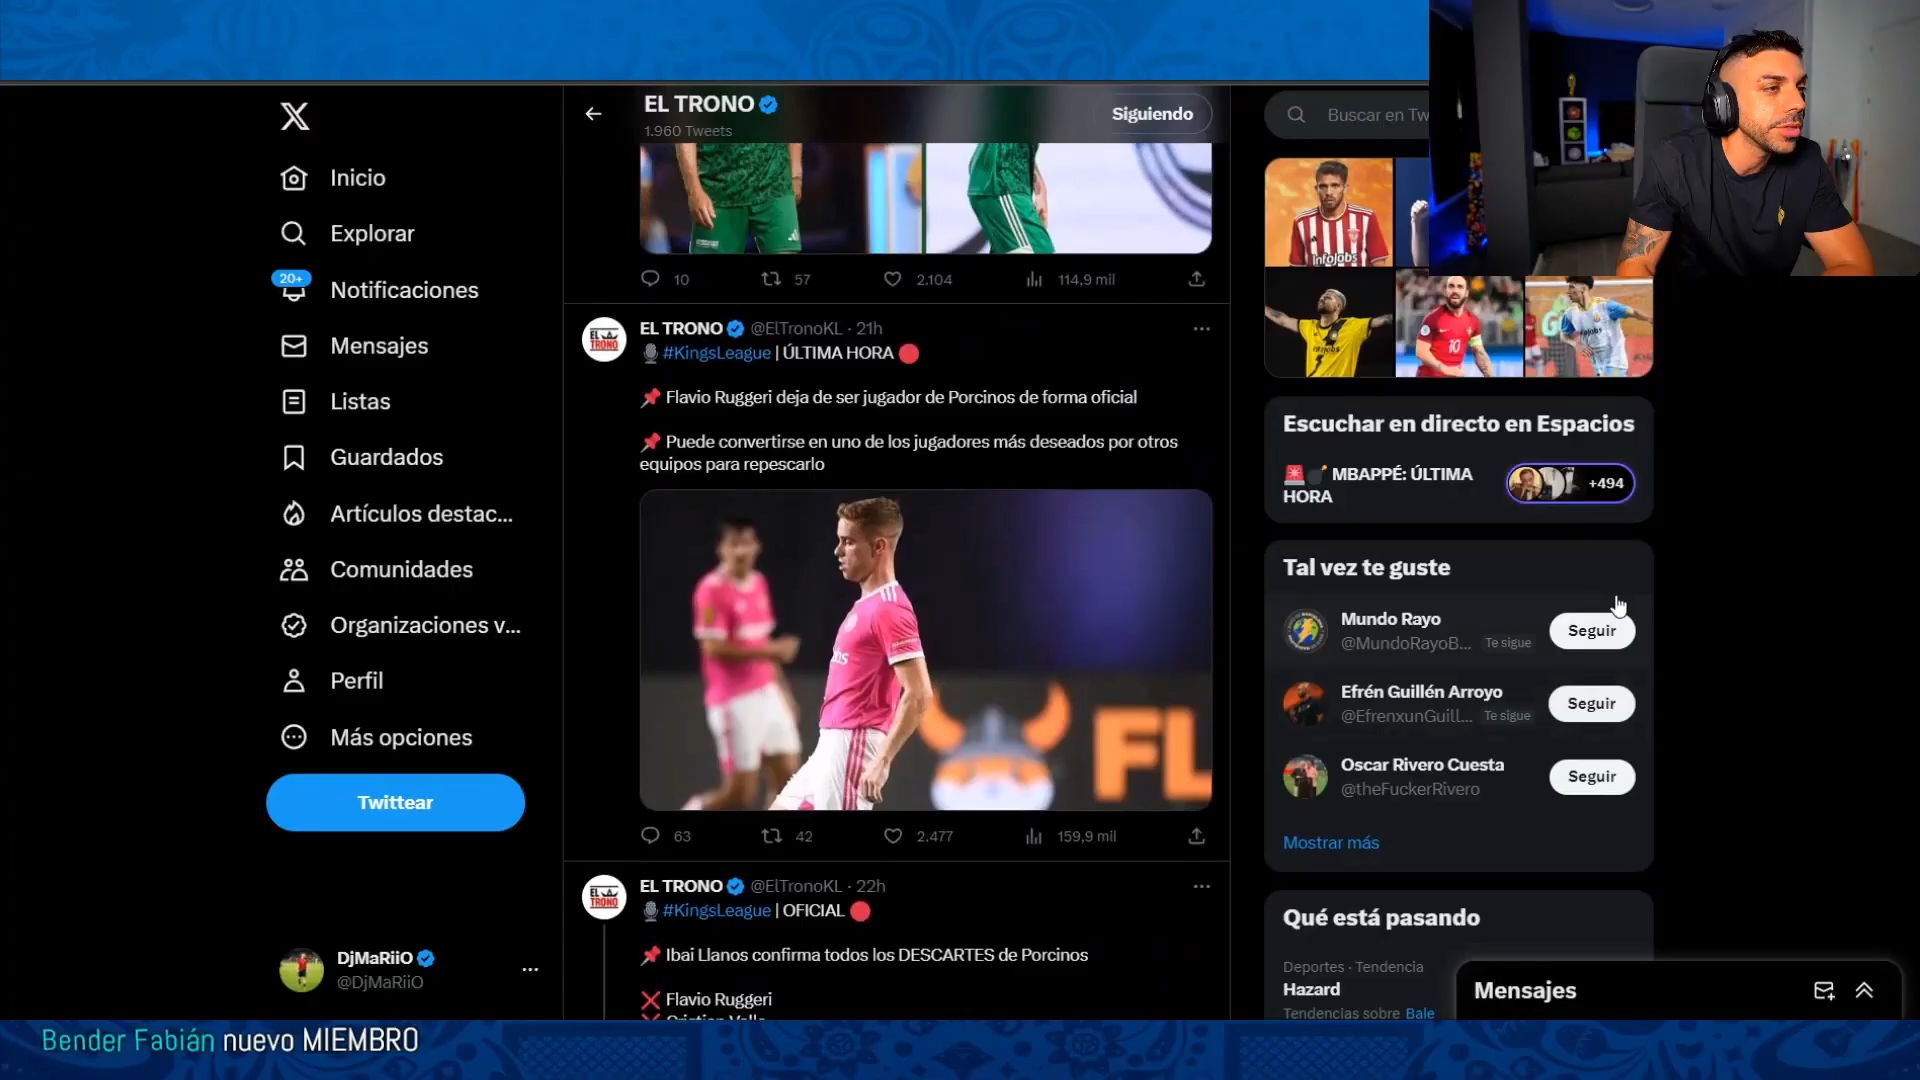 EL TRONO
1.960 Tweets
Siguiendo
Buscar en Tw
Inicio
Explorar
20+
Notificaciones
Mensajes
Listas
Guardados
Artículos destac...
Comunidades
Organizaciones v...
Perfil
Más opciones
Twittear
DjMaRiiO
@DjMaRiiO
10 57 2.104 114,9 mil
EL TRONO
EL TRONO @ElTronoKL · 21h
#KingsLeague | ÚLTIMA HORA
Flavio Ruggeri deja de ser jugador de Porcinos de forma oficial
Puede convertirse en uno de los jugadores más deseados por otros
equipos para repescarlo
FL
63 42 2.477 159,9 mil
EL TRONO
EL TRONO @ElTronoKL · 22h
#KingsLeague | OFICIAL
Ibai Llanos confirma todos los DESCARTES de Porcinos
Flavio Ruggeri
InfoJobs
10
Escuchar en directo en Espacios
MBAPPÉ: ÚLTIMA
HORA
+494
Tal vez te guste
Mundo Rayo
@MundoRayoB... Te sigue
Seguir
Efrén Guillén Arroyo
@EfrenxunGuill... Te sigue
Seguir
Oscar Rivero Cuesta
@theFuckerRivero
Seguir
Mostrar más
Qué está pasando
Deportes · Tendencia
Hazard
Tendencias sobre Bale
Mensajes
Bender Fabián nuevo MIEMBRO